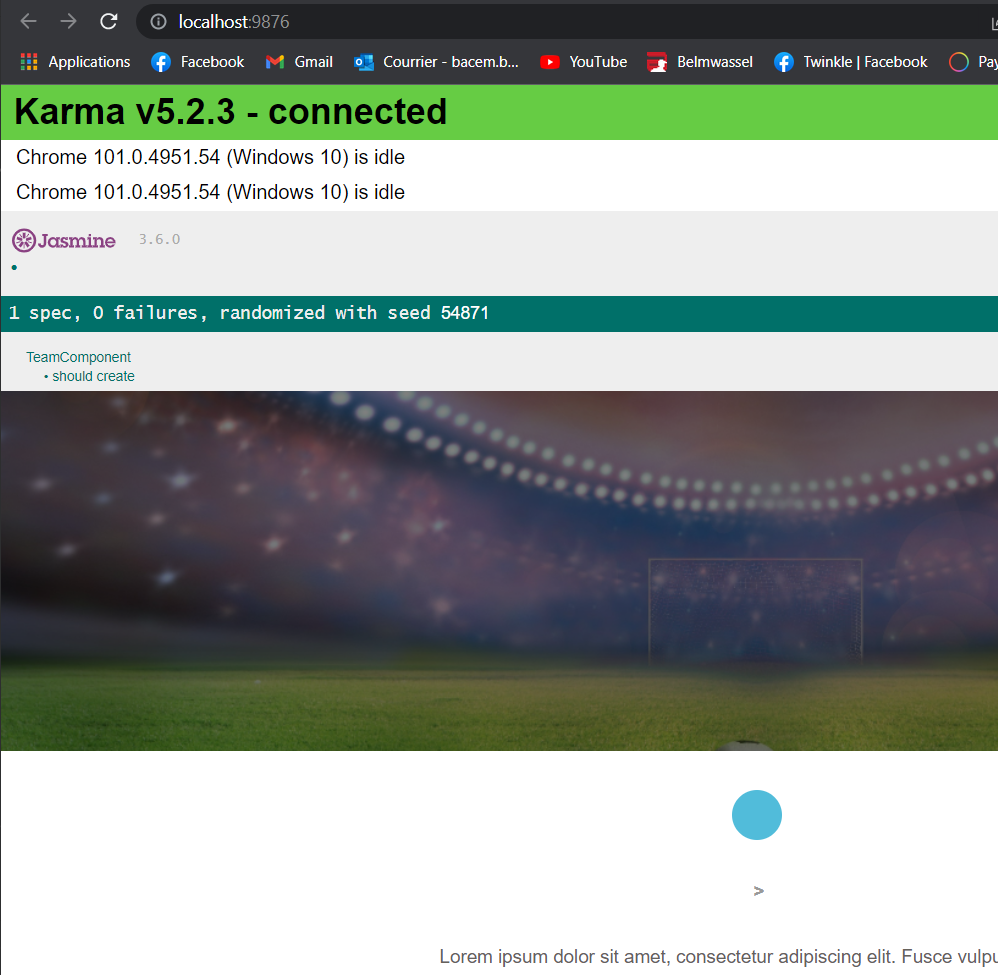 localhost:9876
Applications Facebook Gmail Courrier - bacem.b... YouTube Belmwassel Twinkle | Facebook
Karma v5.2.3 - connected
Chrome 101.0.4951.54 (Windows 10) is idle
Chrome 101.0.4951.54 (Windows 10) is idle
Jasmine 3.6.0
•
1 spec, 0 failures, randomized with seed 54871
TeamComponent
• should create
>
Lorem ipsum dolor sit amet, consectetur adipiscing elit. Fusce